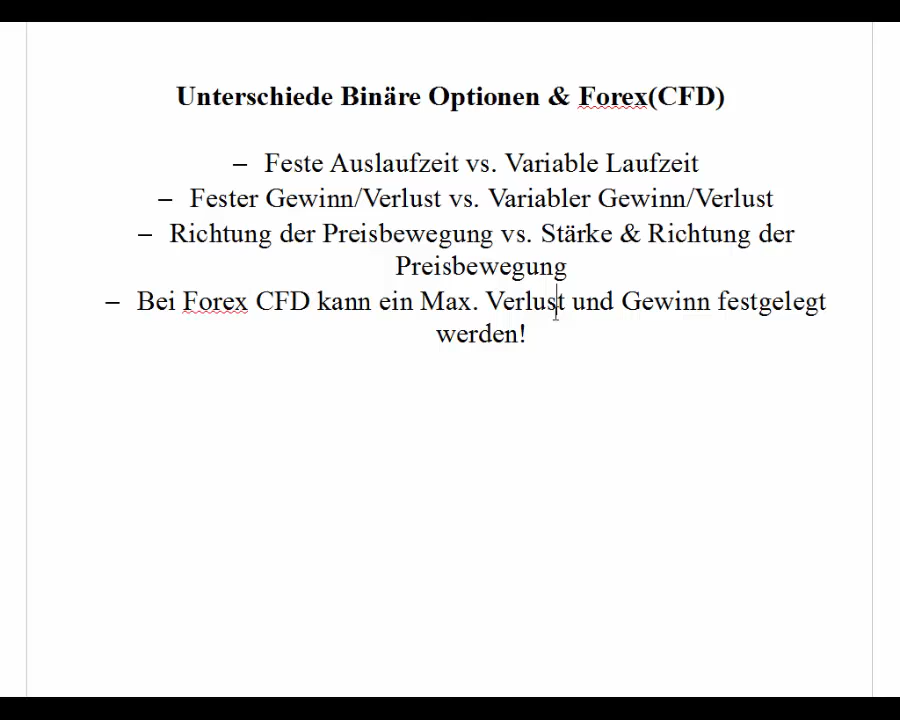 Unterschiede Binäre Optionen & Forex(CFD)
– Feste Auslaufzeit vs. Variable Laufzeit
– Fester Gewinn/Verlust vs. Variabler Gewinn/Verlust
– Richtung der Preisbewegung vs. Stärke & Richtung der
Preisbewegung
– Bei Forex CFD kann ein Max. Verlust und Gewinn festgelegt
werden!